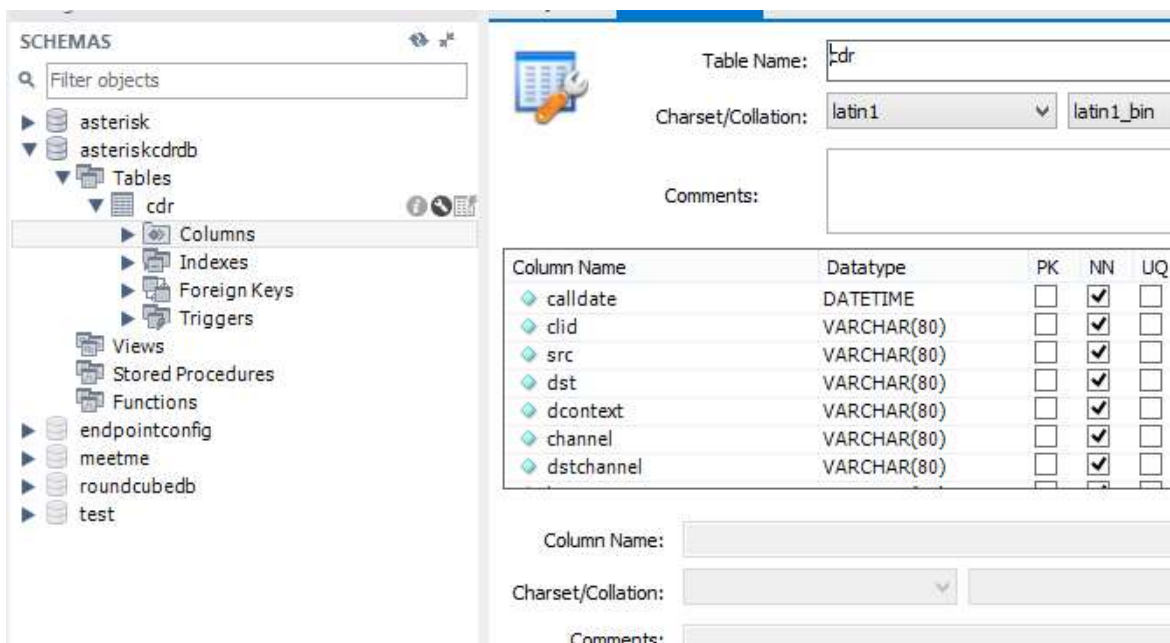 SCHEMAS
Filter objects
asterisk
asteriskcdrdb
Tables
cdr
Columns
Indexes
Foreign Keys
Triggers
Views
Stored Procedures
Functions
endpointconfig
meetme
roundcubedb
test
Table Name: cdr
Charset/Collation: latin1 latin1_bin
Comments:
Column Name Datatype PK NN UQ
calldate DATETIME
clid VARCHAR(80)
src VARCHAR(80)
dst VARCHAR(80)
dcontext VARCHAR(80)
channel VARCHAR(80)
dstchannel VARCHAR(80)
Column Name:
Charset/Collation:
Comments: